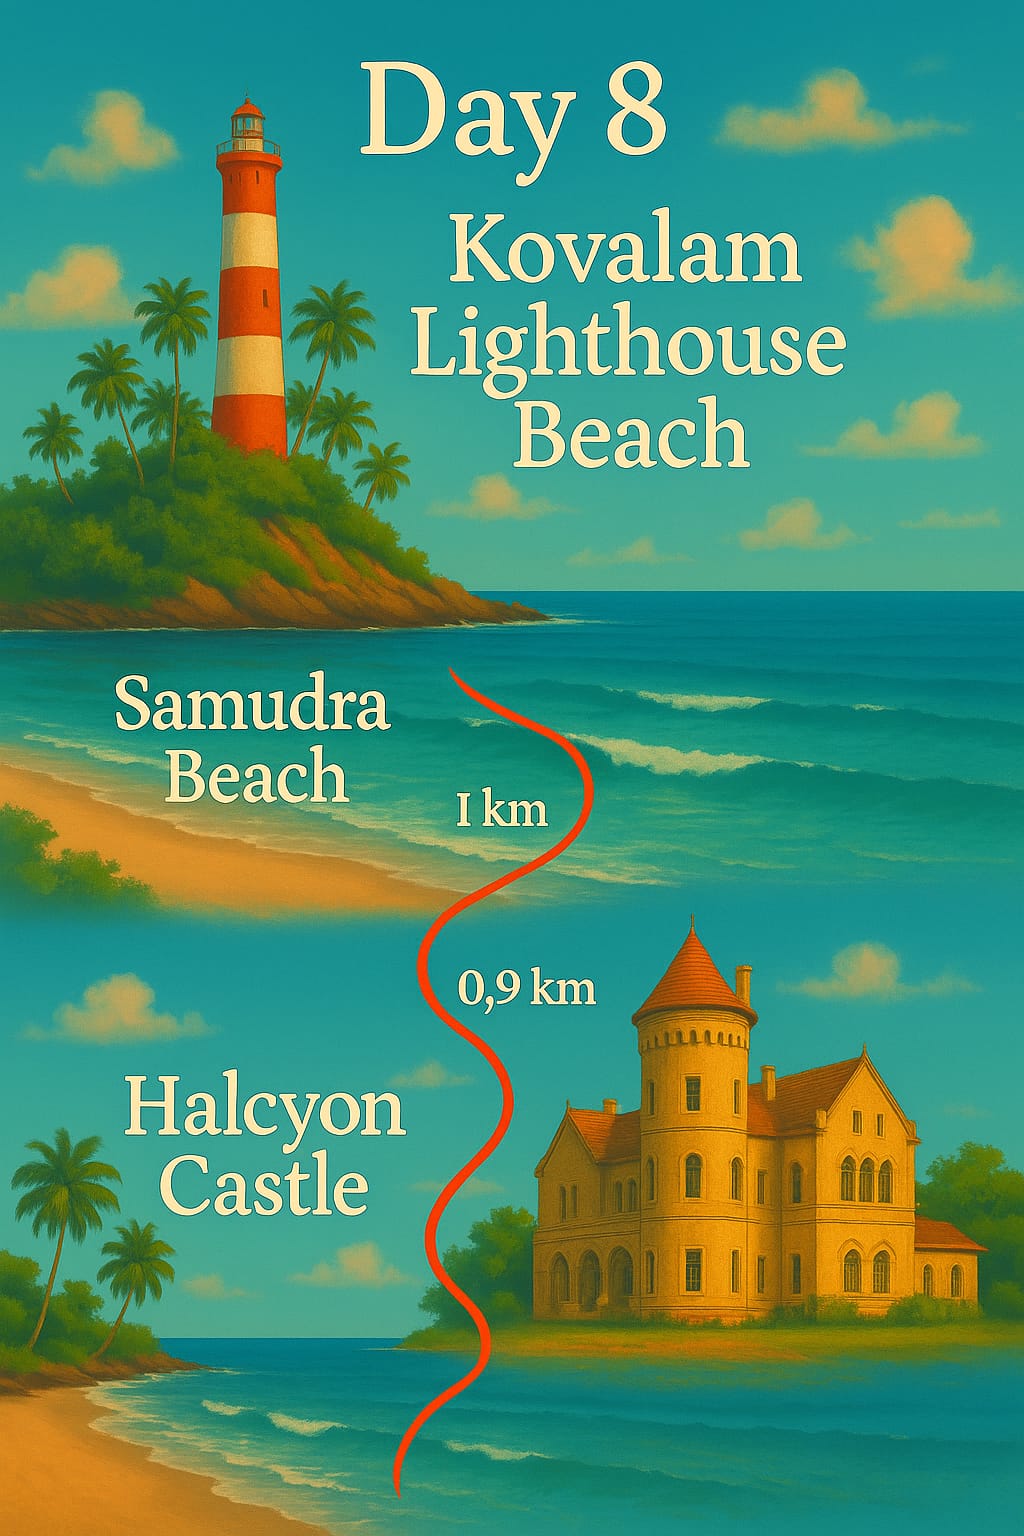 Day 8
Kovalam
Lighthouse
Beach
Samudra
Beach
1 km
0,9 km
Halcyon
Castle